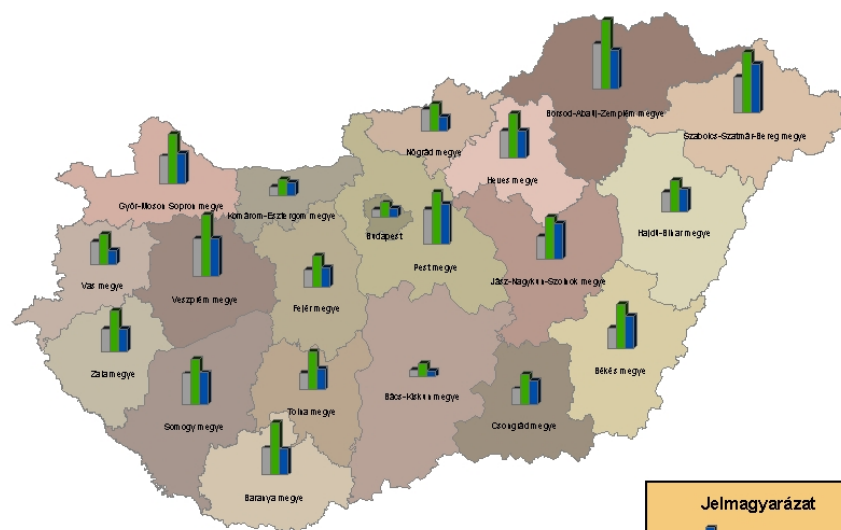 Borsod-Abaúj-Zemplém megye
Szabolcs-Szatmár-Bereg megye
Nógrád megye
Heves megye
Győr-Moson Sopron megye
Komárom-Esztergom megye
Budapest
Pest megye
Hajdú-Bihar megye
Vas megye
Veszprém megye
Fejér megye
Jász-Nagykun-Szolnok megye
Zala megye
Somogy megye
Tolna megye
Bács-Kiskun megye
Békés megye
Csongrád megye
Baranya megye
Jelmagyarázat